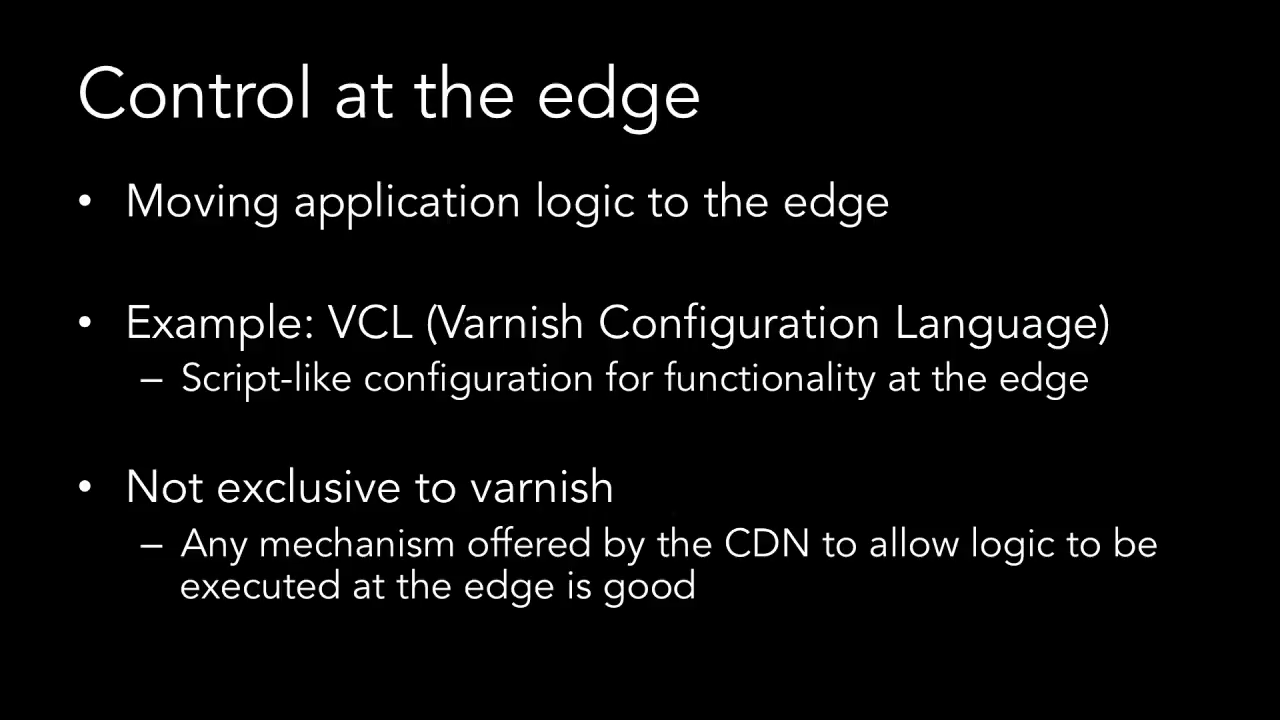 Control at the edge
• Moving application logic to the edge
• Example: VCL (Varnish Configuration Language)
– Script-like configuration for functionality at the edge
• Not exclusive to varnish
– Any mechanism offered by the CDN to allow logic to be
executed at the edge is good